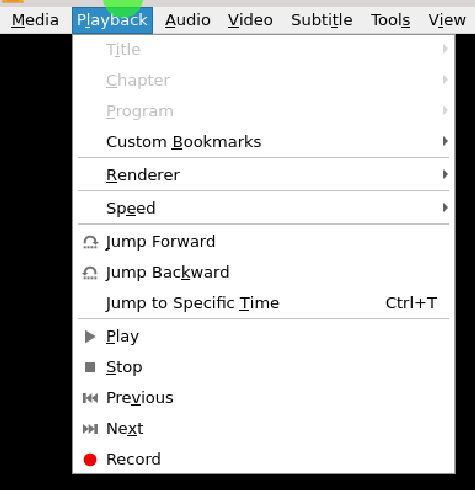 Media Playback Audio Video Subtitle Tools View
Title
Chapter
Program
Custom Bookmarks
Renderer
Speed
Jump Forward
Jump Backward
Jump to Specific Time Ctrl+T
Play
Stop
Previous
Next
Record